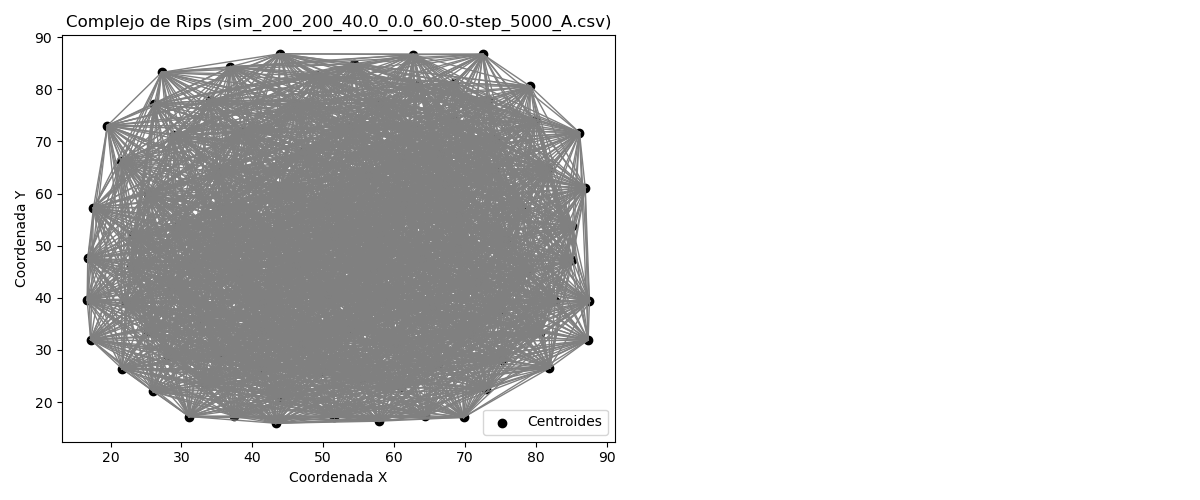 Complejo de Rips (sim_200_200_40.0_0.0_60.0-step_5000_A.csv)
90
80
70
60
50
40
30
20
Coordenada Y
Centroides
20 30 40 50 60 70 80 90
Coordenada X